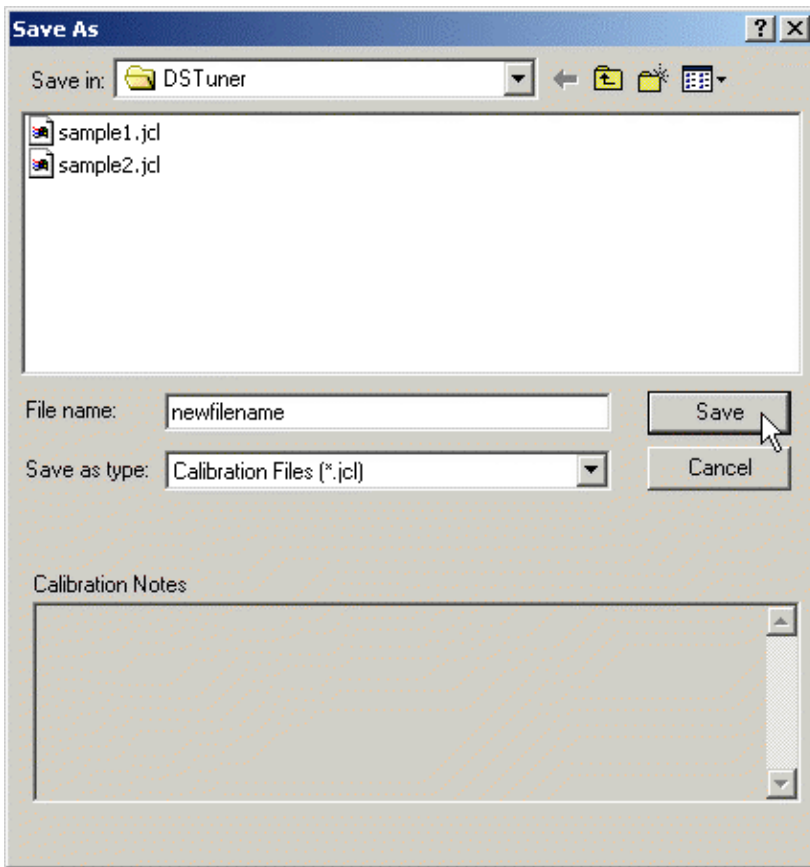 Save As
Save in: DSTuner
sample1.jcl
sample2.jcl
File name: newfilename Save
Save as type: Calibration Files (*.jcl) Cancel
Calibration Notes